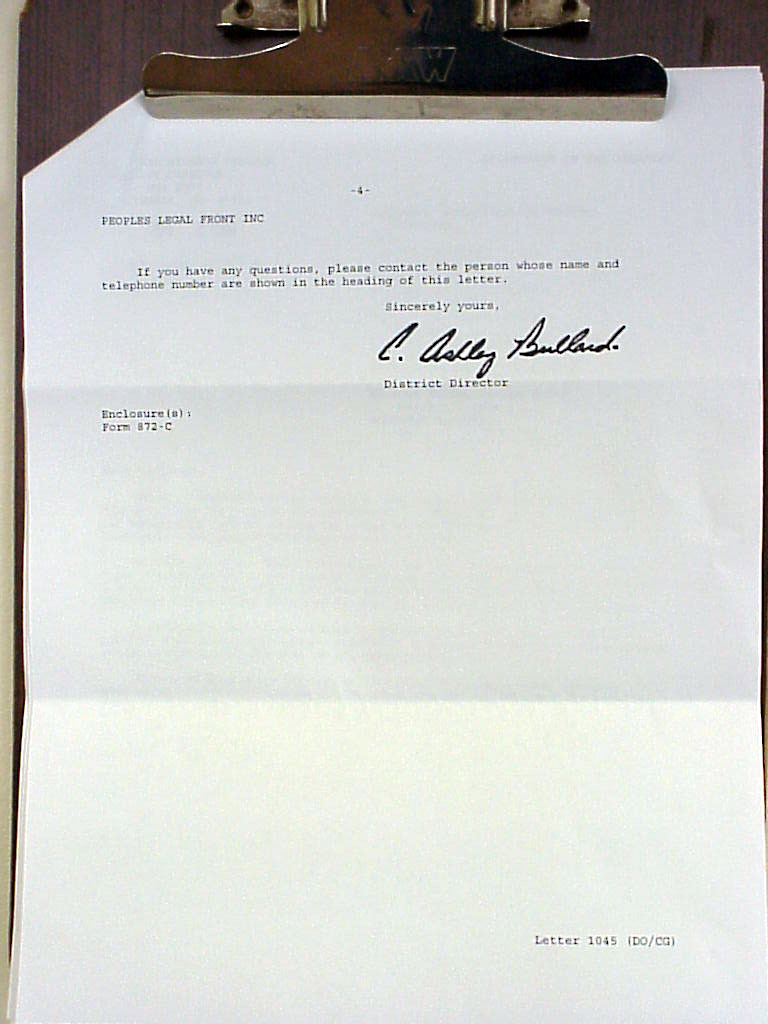 -4-
PEOPLES LEGAL FRONT INC
If you have any questions, please contact the person whose name and
telephone number are shown in the heading of this letter.
Sincerely yours,
C. Ashley Bullard
District Director
Enclosure(s):
Form 872-C
Letter 1045 (DO/CG)